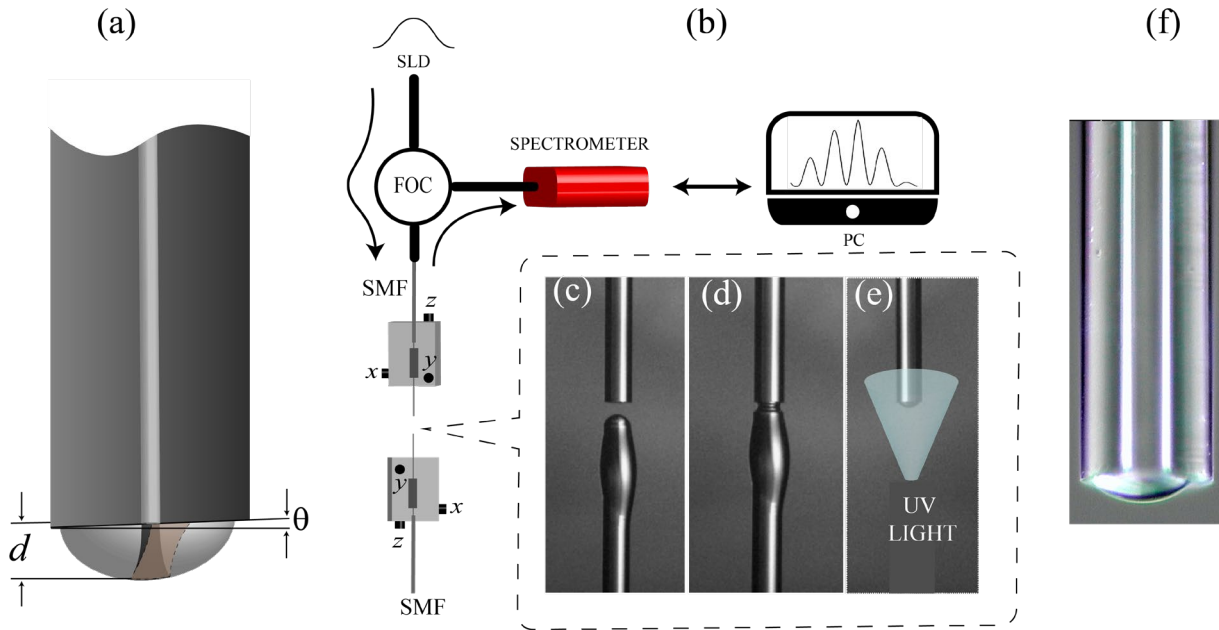 (a)
(b)
(f)
SLD
SPECTROMETER
FOC
PC
SMF
(c)
(d)
(e)
z
x
y
y
x
z
SMF
UV
LIGHT
d
θ